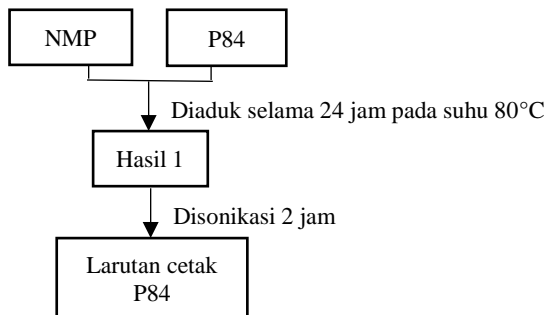 NMP
P84
Diaduk selama 24 jam pada suhu 80°C
Hasil 1
Disonikasi 2 jam
Larutan cetak
P84